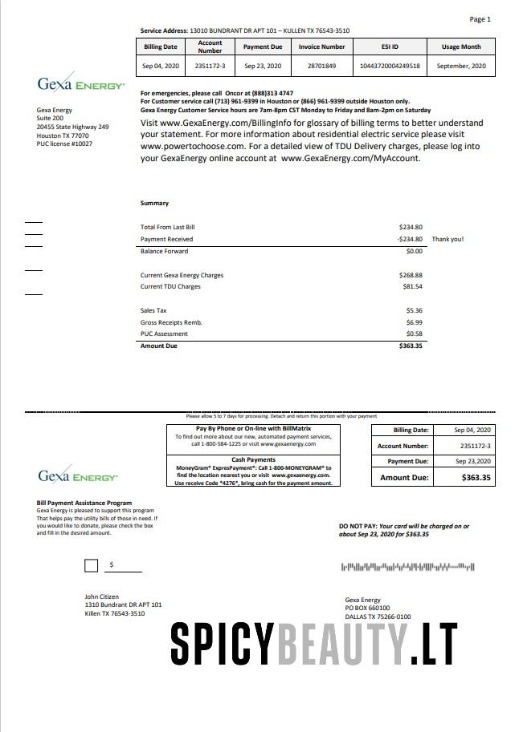 Page 1
Service Address: 13010 BUNDRANT DR APT 101 – KULLEN TX 76543-3510
Billing Date Account Number Payment Due Invoice Number ESI ID Usage Month
Sep 04, 2020 2351172-3 Sep 23, 2020 28701849 10443720004249518 September, 2020
Gexa ENERGY
Gexa Energy
Suite 200
20455 State Highway 249
Houston TX 77070
PUC license #10027
For emergencies, please call Oncor at (888)313 4747
For Customer service call (713) 961-9399 in Houston or (866) 961-9399 outside Houston only.
Gexa Energy Customer Service hours are 7am-8pm CST Monday to Friday and 8am-2pm on Saturday
Visit www.GexaEnergy.com/BillingInfo for glossary of billing terms to better understand
your statement. For more information about residential electric service please visit
www.powertochoose.com. For a detailed view of TDU Delivery charges, please log into
your GexaEnergy online account at www.GexaEnergy.com/MyAccount.
Summary
Total From Last Bill $234.80
Payment Received -$234.80 Thank you!
Balance Forward $0.00
Current Gexa Energy Charges $268.88
Current TDU Charges $81.54
Sales Tax $5.36
Gross Receipts Remb. $6.99
PUC Assessment $0.58
Amount Due $363.35
Please allow 5 to 7 days for processing. Detach and return this portion with your payment
Pay By Phone or On-line with BillMatrix
To find out more about our new, automated payment services,
call 1-800-584-1225 or visit www.gexaenergy.com
Cash Payments
MoneyGram* ExpresPayment*: Call 1-800-MONEYGRAM* to
find the location nearest you or visit www.gexaenergy.com.
Use receive Code *4276*, bring cash for the payment amount.
Billing Date: Sep 04, 2020
Account Number: 2351172-3
Payment Due: Sep 23,2020
Amount Due: $363.35
Gexa ENERGY
Bill Payment Assistance Program
Gexa Energy is pleased to support this program
That helps pay the utility bills of those in need. If
you would like to donate, please check the box
and fill in the desired amount.
$
DO NOT PAY: Your card will be charged on or
about Sep 23, 2020 for $363.35
John Citizen
1310 Bundrant DR APT 101
Killen TX 76543-3510
Gexa Energy
PO BOX 660100
DALLAS TX 75266-0100
SPICYBEAUTY.LT